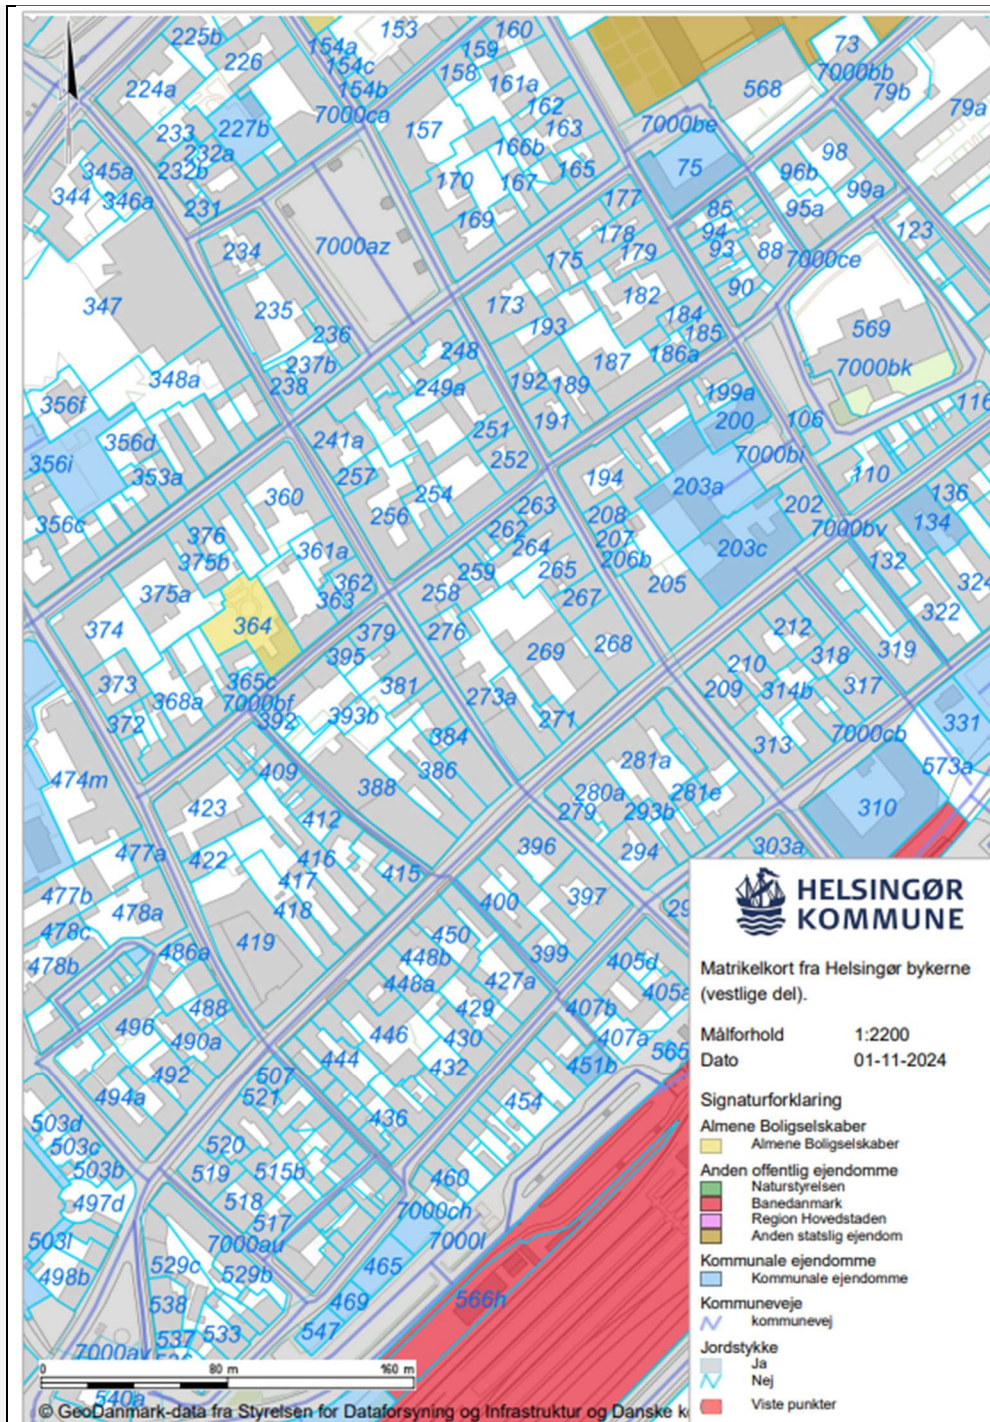 225b
226
154a
153
160
159
154c
158
161a
224a
154b
7000ca
162
73
7000bb
568
79b
79a
157
163
7000be
233
227b
232a
166b
165
98
345a
232b
170
167
75
96b
99a
344
346a
231
177
85
95a
169
178
94
123
234
7000az
175
179
93
88
7000ce
347
182
90
235
173
184
569
193
185
236
237b
248
187
186a
7000bk
348a
238
249a
192
189
199a
356f
191
200
106
116
356d
241a
251
7000bi
356i
353a
257
252
194
203a
110
136
254
263
202
134
356c
360
256
208
7000bv
376
262
207
203c
361a
264
206b
132
375b
362
259
265
324
375a
363
258
267
205
322
364
379
276
269
268
212
374
395
318
319
365c
210
373
381
273a
209
314b
317
368a
7000bf
392
393b
271
372
384
313
7000cb
331
386
281a
573a
474m
409
388
423
280a
281e
310
412
279
293b
477a
422
416
415
396
294
303a
477b
417
400
397
478a
418
478c
419
450
399
478b
486a
448b
405d
448a
427a
405a
488
429
407b
496
490a
446
430
407a
565
492
444
432
451b
507
494a
521
436
454
503d
503c
520
503b
519
515b
460
497d
518
7000ch
517
503l
529c
7000au
7000l
498b
529b
465
566h
538
469
537
533
547
7000av
540a
HELSINGØR
KOMMUNE
Matrikelkort fra Helsingør bykerne
(vestlige del).
Målforhold 1:2200
Dato 01-11-2024
Signaturforklaring
Almene Boligselskaber
Almene Boligselskaber
Anden offentlig ejendomme
Naturstyrelsen
Banedanmark
Region Hovedstaden
Anden statslig ejendom
Kommunale ejendomme
Kommunale ejendomme
Kommuneveje
kommunevej
Jordstykke
Ja
Nej
Viste punkter
0 80 m 160 m
© GeoDanmark-data fra Styrelsen for Dataforsyning og Infrastruktur og Danske